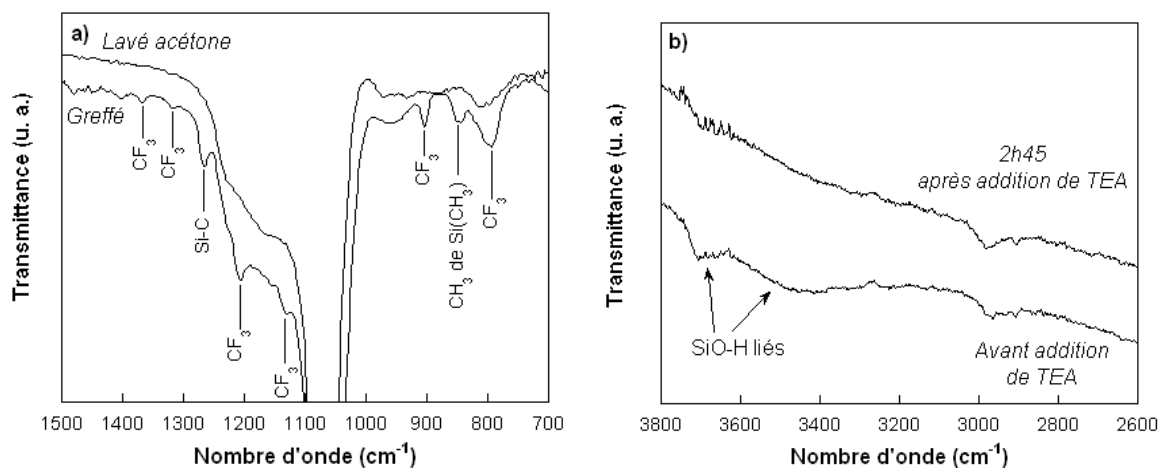 a)
Lavé acétone
Greffé
CF3
CF3
Si-C
CF3
CF3
CF3
CH3 de Si(CH3)
CF3
Transmittance (u. a.)
1500 1400 1300 1200 1100 1000 900 800 700
Nombre d'onde (cm-1)
b)
2h45
après addition de TEA
SiO-H liés
Avant addition
de TEA
Transmittance (u. a.)
3800 3600 3400 3200 3000 2800 2600
Nombre d'onde (cm-1)